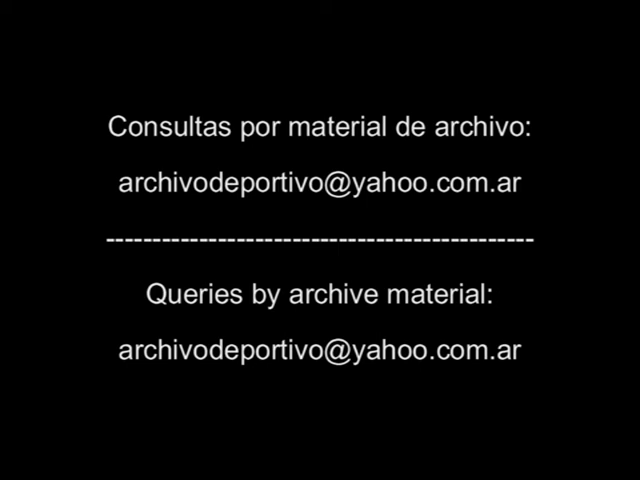 Consultas por material de archivo:
archivodeportivo@yahoo.com.ar
-----------------------------------------------
Queries by archive material:
archivodeportivo@yahoo.com.ar